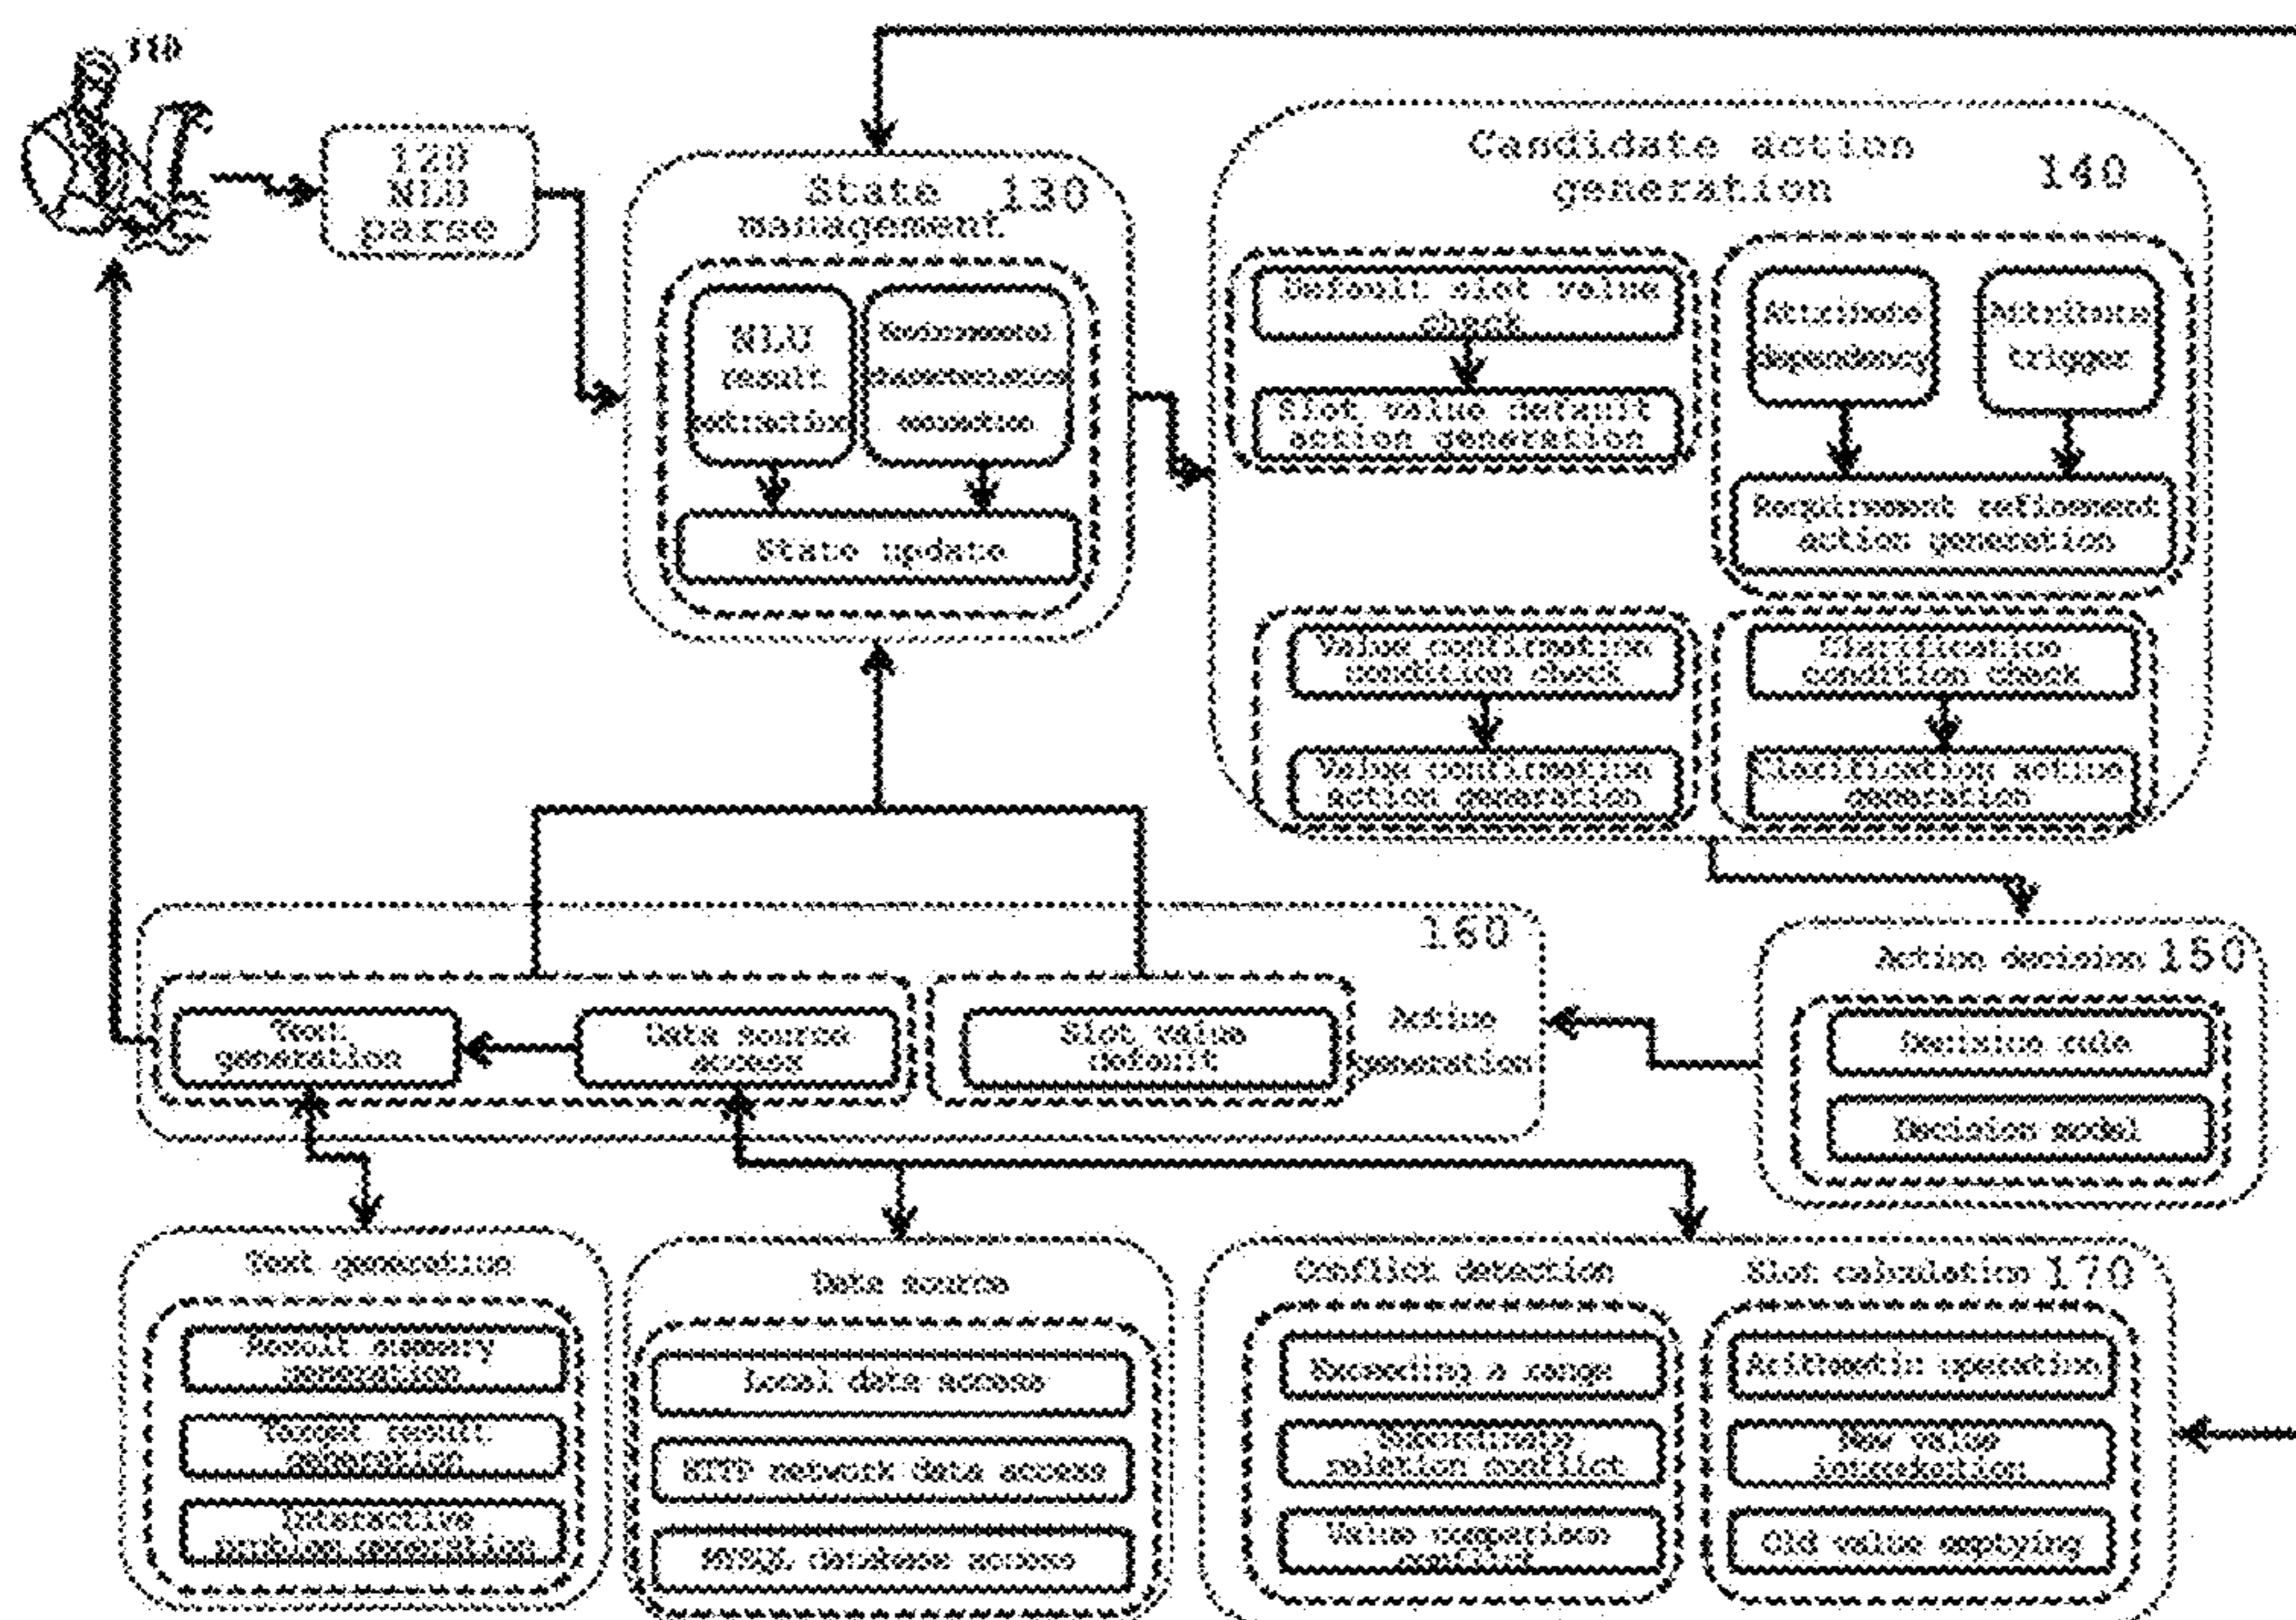 110
120
NLU
parse
State 130
management
NLU
result
extraction
State update
Candidate action
generation
140
Default slot value
check
Slot value default
action generation
Attribute
dependency
Attribute
trigger
Requirement refinement
action generation
Value confirmation
condition check
Value confirmation
action generation
Clarification
condition check
Clarification action
generation
160
Text
generation
Data source
access
Slot value
default
Action
generation
Action decision 150
Decision rule
Decision model
Text generation
Result summary
generation
result
generation
Interactive
problem generation
Data source
Local data access
HTTP network data access
MYSQL database access
Conflict detection
Exceeding a range
relation conflict
Value comparison
conflict
Slot calculation 170
Arithmetic operation
New value
introduction
Old value emptying